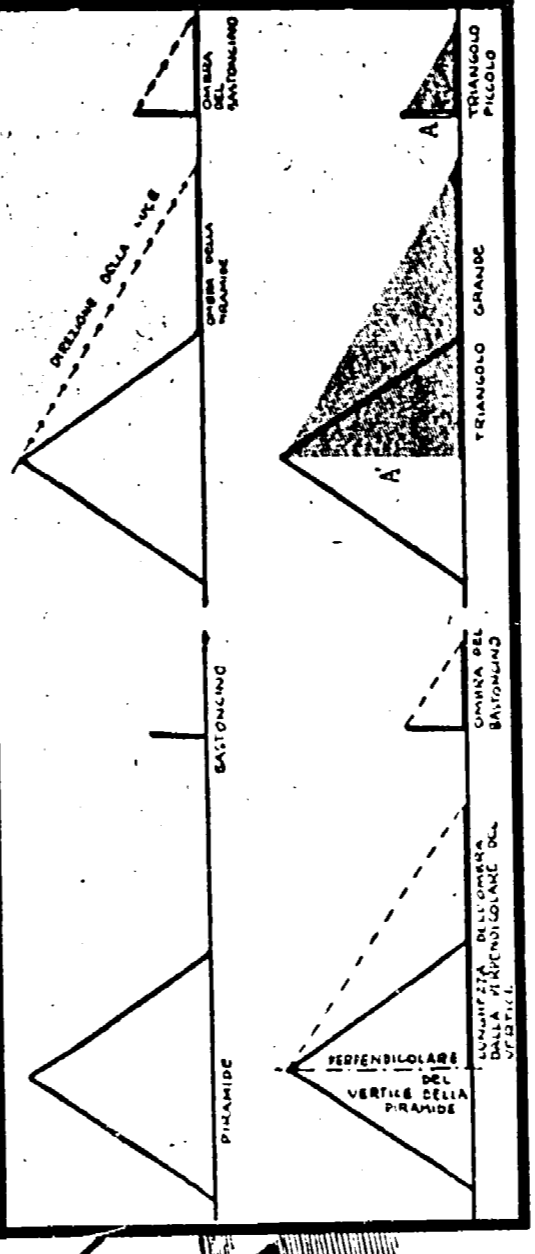 PIRAMIDE
BASTONCINO
DIREZIONE DELLA LUCE
OMBRA DELLA
PIRAMIDE
OMBRA
DEL
BASTONCINO
PERPENDICOLARE
DEL
VERTICE DELLA
PIRAMIDE
LUNGHEZZA DELL'OMBRA
DALLA PERPENDICOLARE DEL
VERTICE
OMBRA DEL
BASTONCINO
A'
TRIANGOLO GRANDE
A
TRIANGOLO
PICCOLO